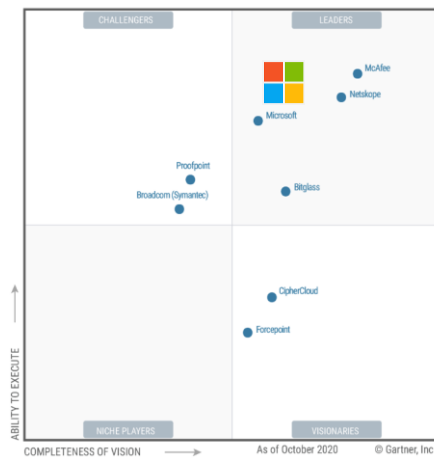 CHALLENGERS
LEADERS
McAfee
Netskope
Microsoft
Proofpoint
Bitglass
Broadcom (Symantec)
CipherCloud
Forcepoint
ABILITY TO EXECUTE
NICHE PLAYERS
VISIONARIES
COMPLETENESS OF VISION
As of October 2020
© Gartner, Inc